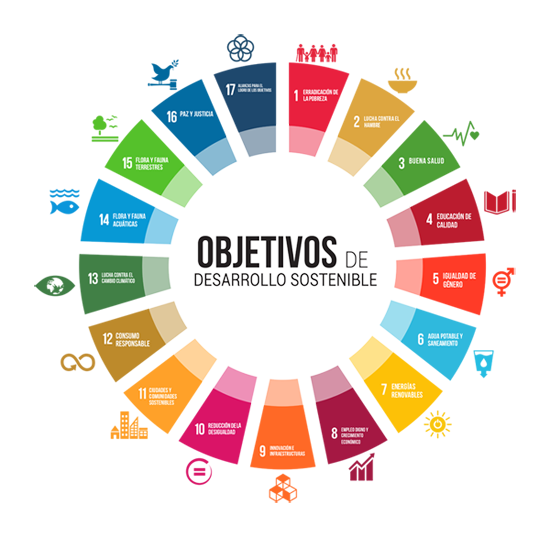 OBJETIVOS DE
DESARROLLO SOSTENIBLE
1 ERRADICACIÓN DE
LA POBREZA
2 LUCHA CONTRA EL
HAMBRE
3 BUENA SALUD
4 EDUCACIÓN DE
CALIDAD
5 IGUALDAD DE
GÉNERO
6 AGUA POTABLE Y
SANEAMIENTO
7 ENERGÍAS
RENOVABLES
8 EMPLEO DIGNO Y
CRECIMIENTO
ECONÓMICO
9 INNOVACIÓN E
INFRAESTRUCTURAS
10 REDUCCIÓN DE LA
DESIGUALDAD
11 CIUDADES Y
COMUNIDADES
SOSTENIBLES
12 CONSUMO
RESPONSABLE
13 LUCHA CONTRA EL
CAMBIO CLIMÁTICO
14 FLORA Y FAUNA
ACUÁTICAS
15 FLORA Y FAUNA
TERRESTRES
16 PAZ Y JUSTICIA
17 ALIANZAS PARA EL
LOGRO DE LOS OBJETIVOS